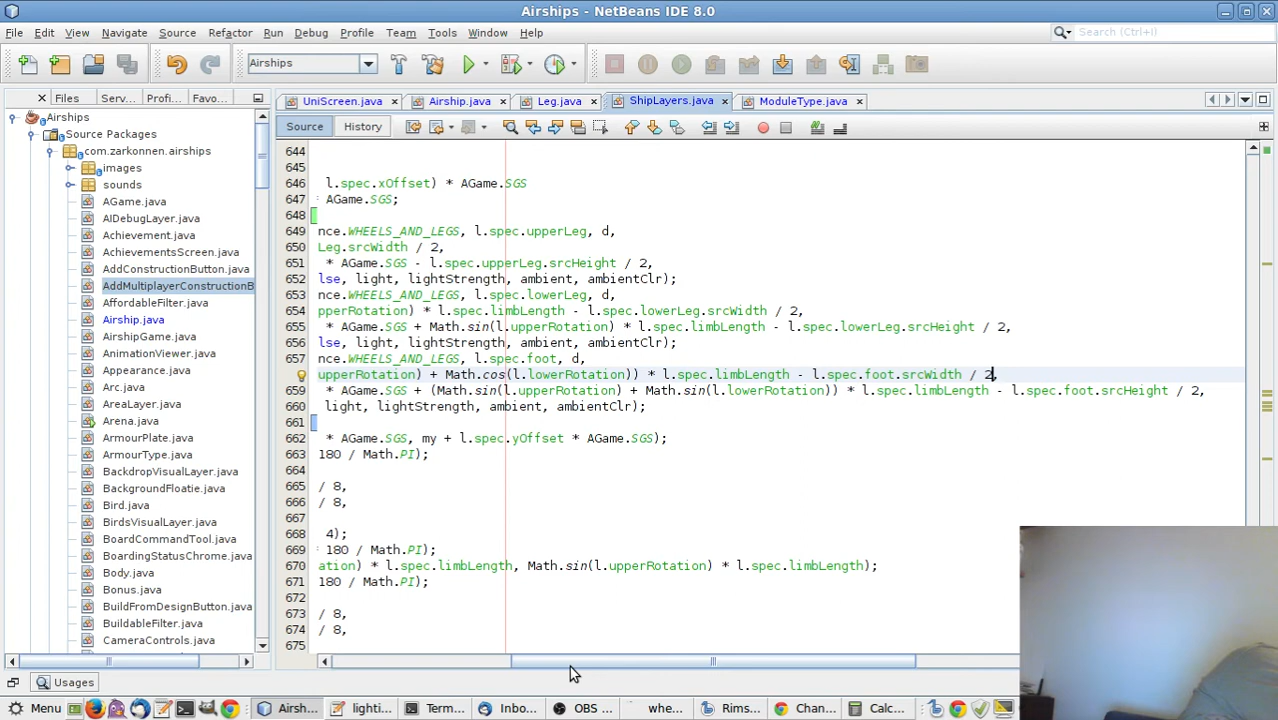 Airships - NetBeans IDE 8.0
File Edit View Navigate Source Refactor Run Debug Profile Team Tools Window Help
Search (Ctrl+I)
Airships
Files Serv... Profi... Favo...
UniScreen.java Airship.java Leg.java ShipLayers.java ModuleType.java
Source History
Airships
Source Packages
com.zarkonnen.airships
images
sounds
AGame.java
AIDebugLayer.java
Achievement.java
AchievementsScreen.java
AddConstructionButton.java
AddMultiplayerConstructionB
AffordableFilter.java
Airship.java
AirshipGame.java
AnimationViewer.java
Appearance.java
Arc.java
AreaLayer.java
Arena.java
ArmourPlate.java
ArmourType.java
BackdropVisualLayer.java
BackgroundFloatie.java
Bird.java
BirdsVisualLayer.java
BoardCommandTool.java
BoardingStatusChrome.java
Body.java
Bonus.java
BuildFromDesignButton.java
BuildableFilter.java
CameraControls.java
644
645
646 l.spec.xOffset) * AGame.SGS
647 AGame.SGS;
648
649 nce.WHEELS_AND_LEGS, l.spec.upperLeg, d,
650 Leg.srcWidth / 2,
651 * AGame.SGS - l.spec.upperLeg.srcHeight / 2,
652 lse, light, lightStrength, ambient, ambientClr);
653 nce.WHEELS_AND_LEGS, l.spec.lowerLeg, d,
654 pperRotation) * l.spec.limbLength - l.spec.lowerLeg.srcWidth / 2,
655 * AGame.SGS + Math.sin(l.upperRotation) * l.spec.limbLength - l.spec.lowerLeg.srcHeight / 2,
656 lse, light, lightStrength, ambient, ambientClr);
657 nce.WHEELS_AND_LEGS, l.spec.foot, d,
upperRotation) + Math.cos(l.lowerRotation)) * l.spec.limbLength - l.spec.foot.srcWidth / 2,
659 * AGame.SGS + (Math.sin(l.upperRotation) + Math.sin(l.lowerRotation)) * l.spec.limbLength - l.spec.foot.srcHeight / 2,
660 light, lightStrength, ambient, ambientClr);
661
662 * AGame.SGS, my + l.spec.yOffset * AGame.SGS);
663 180 / Math.PI);
664
665 / 8,
666 / 8,
667
668 4);
669 180 / Math.PI);
670 ation) * l.spec.limbLength, Math.sin(l.upperRotation) * l.spec.limbLength);
671 180 / Math.PI);
672
673 / 8,
674 / 8,
675
Usages
Menu Airsh... lighti... Term... Inbo... OBS ... whe... Rims... Chan... Calc...